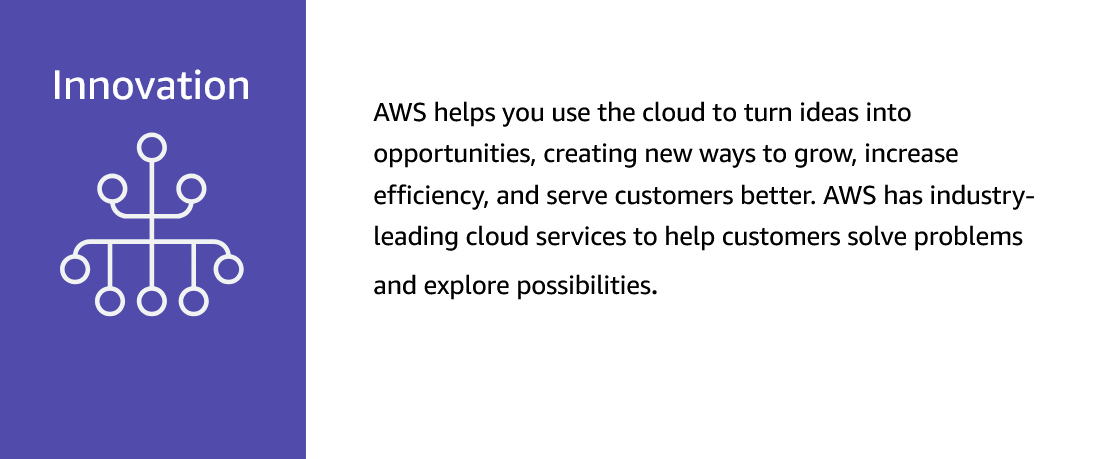 Innovation
AWS helps you use the cloud to turn ideas into
opportunities, creating new ways to grow, increase
efficiency, and serve customers better. AWS has industry-
leading cloud services to help customers solve problems
and explore possibilities.